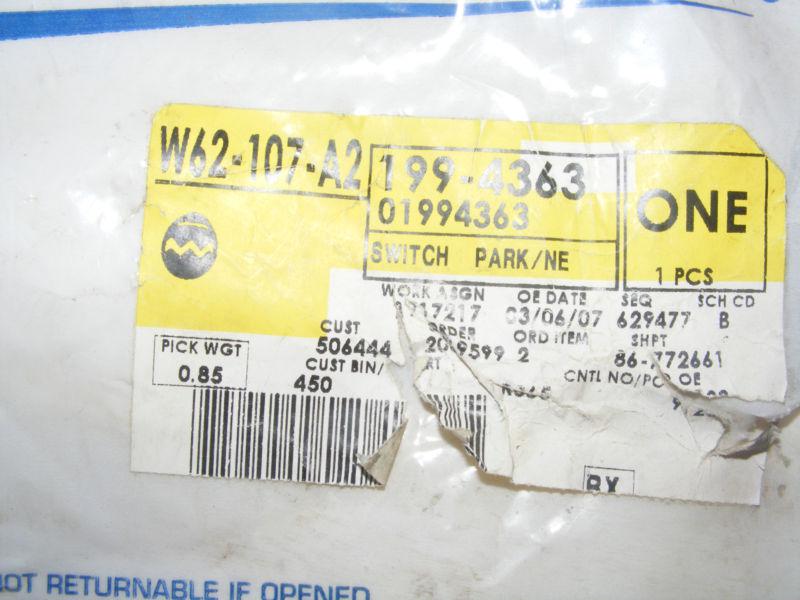 W62-107-A2
199-4363
01994363
SWITCH PARK/NE
ONE
1 PCS
WORK ASGN OE DATE SEQ SCH CD
03/06/07 629477 B
CUST ORDER ORD ITEM SHPT
506444 2 86-772661
PICK WGT
0.85
CUST BIN/
450
CNTL NO/PC OE
BX
NOT RETURNABLE IF OPENED